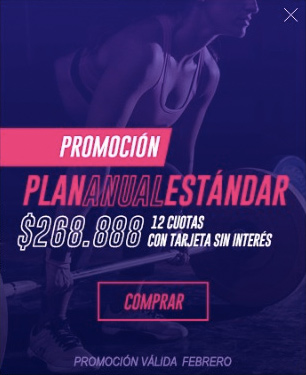 PROMOCIÓN
PLANANUALESTÁNDAR
$268.888 12 CUOTAS
CON TARJETA SIN INTERÉS
COMPRAR
PROMOCIÓN VÁLIDA FEBRERO